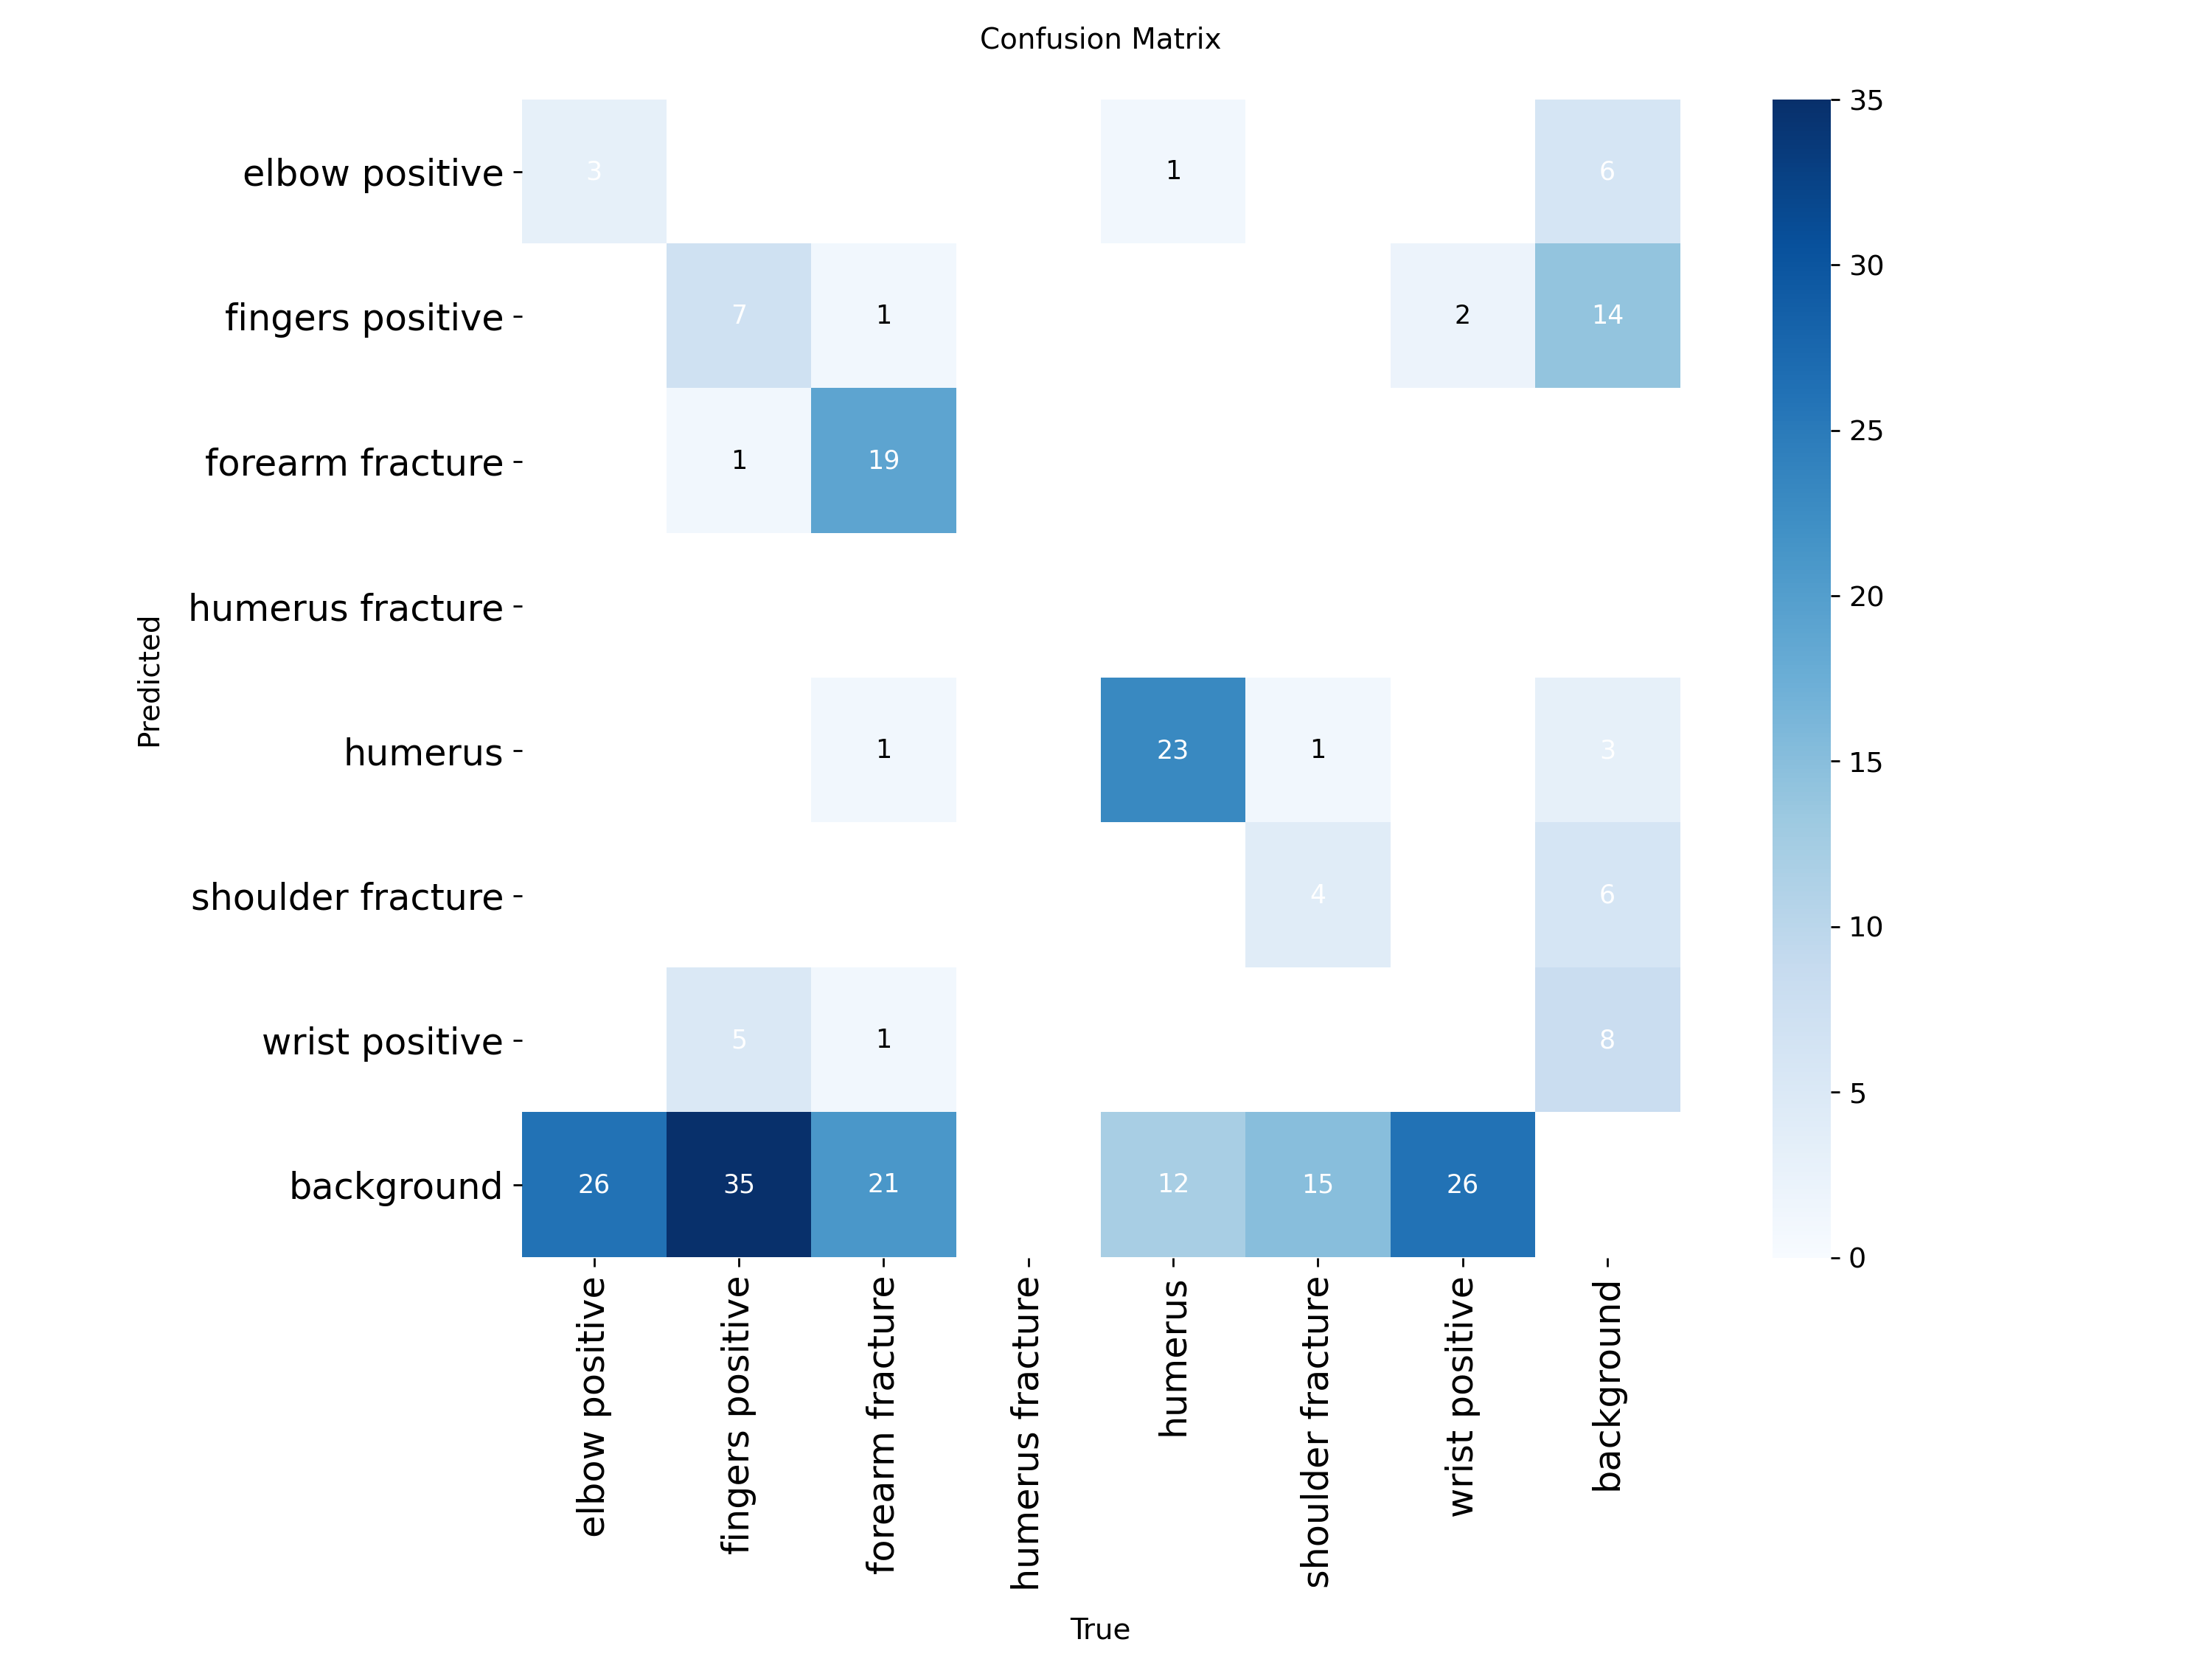 Confusion Matrix
Predicted
elbow positive 3 1 6
fingers positive 7 1 2 14
forearm fracture 1 19
humerus fracture
humerus 1 23 1 3
shoulder fracture 4 6
wrist positive 5 1 8
background 26 35 21 12 15 26
elbow positive
fingers positive
forearm fracture
humerus fracture
humerus
shoulder fracture
wrist positive
background
True
35
30
25
20
15
10
5
0